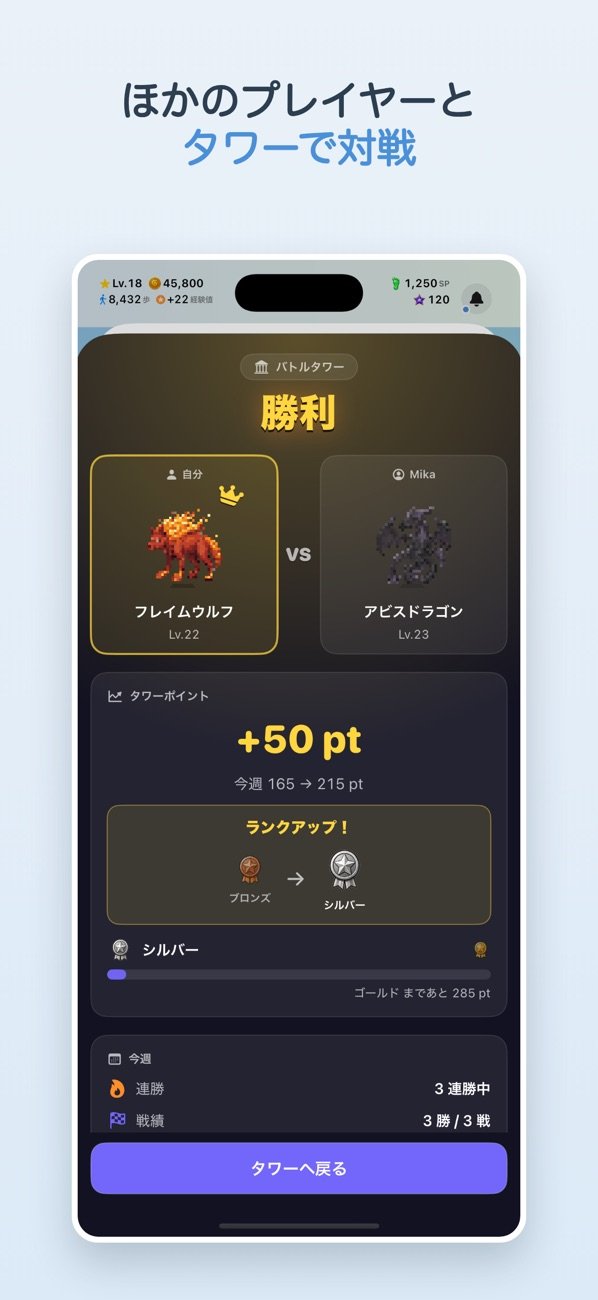 ほかのプレイヤーと
タワーで対戦
Lv.18 45,800
8,432 歩 +22 経験値
1,250 SP
120
バトルタワー
勝利
自分
フレイムウルフ
Lv.22
vs
Mika
アビスドラゴン
Lv.23
タワーポイント
+50 pt
今週 165 → 215 pt
ランクアップ！
ブロンズ
→
シルバー
シルバー
ゴールド まであと 285 pt
今週
連勝 3 連勝中
戦績 3 勝 / 3 戦
タワーへ戻る